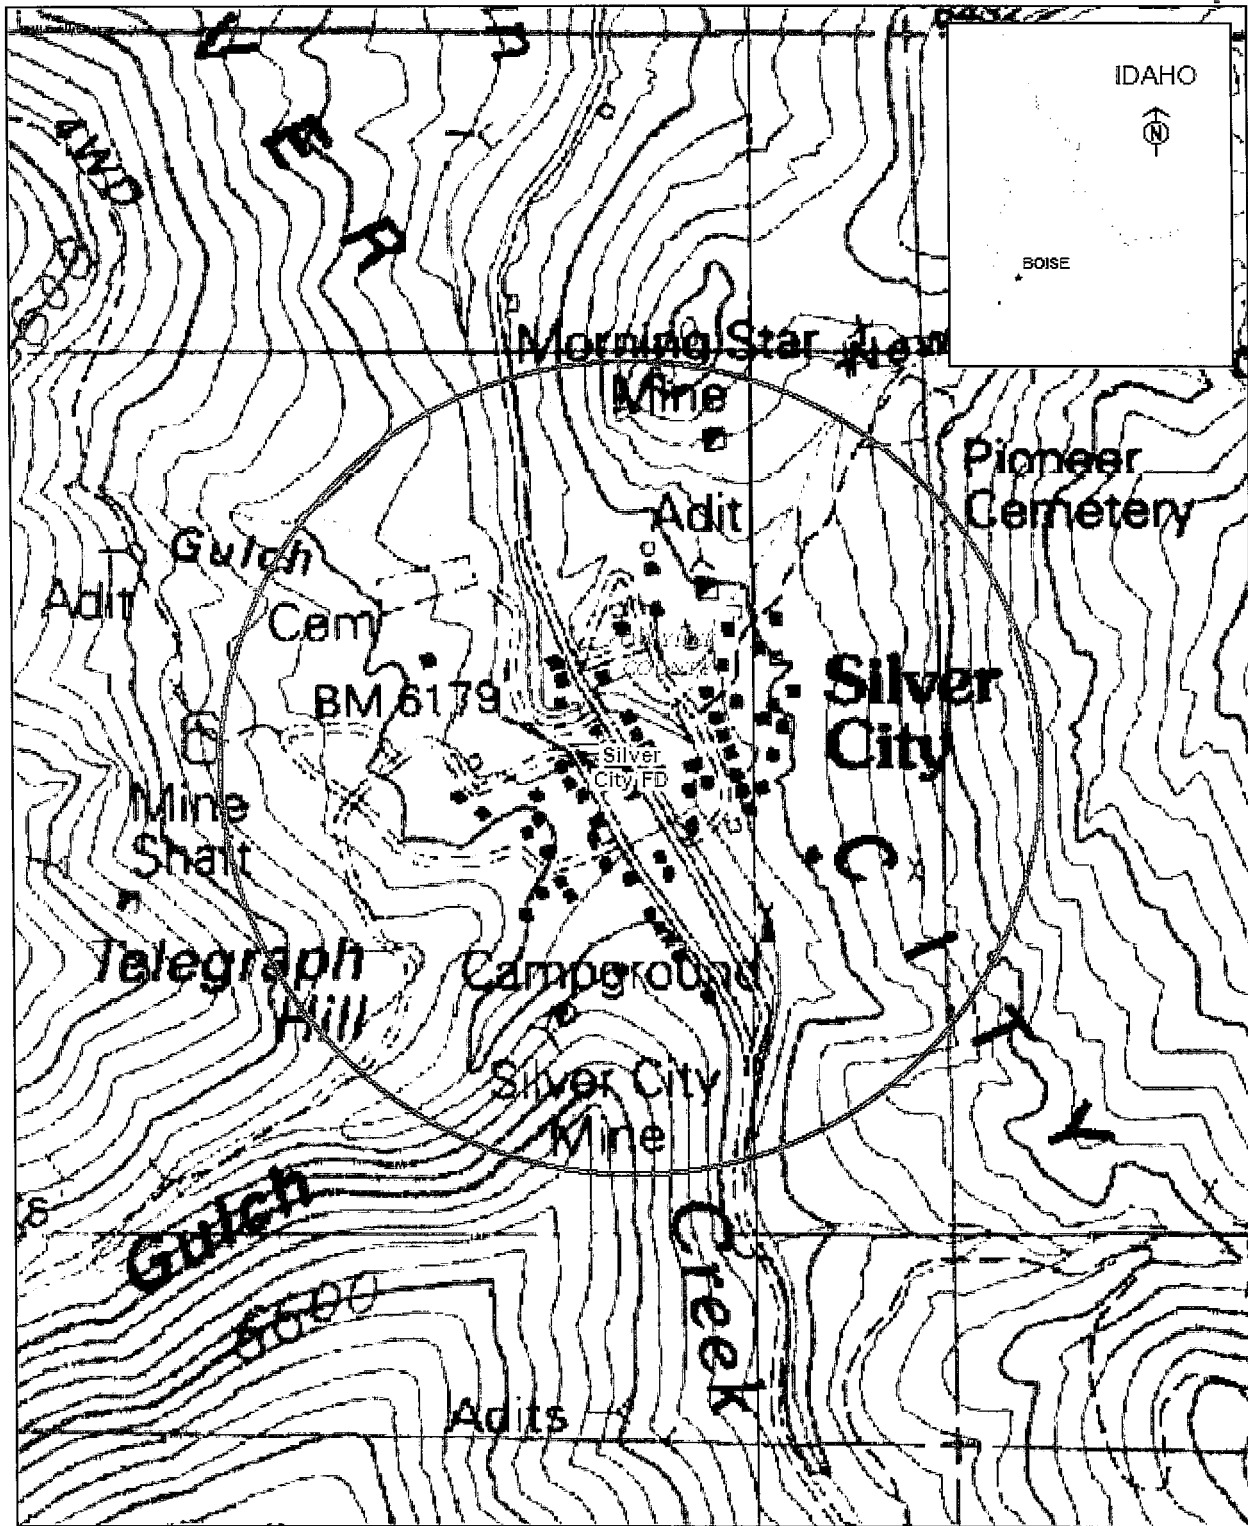 IDAHO
N
BOISE
4WD
E
R
6800
Morning Star
Mine
Pioneer
Cemetery
Adit
Gulch
Adit
Cem
BM 6179
Silver
City
Silver
City FD
Mine
Shaft
C
I
T
Y
Telegraph
Hill
Campground
Silver City
Mine
Gulch
Creek
6600
Adits